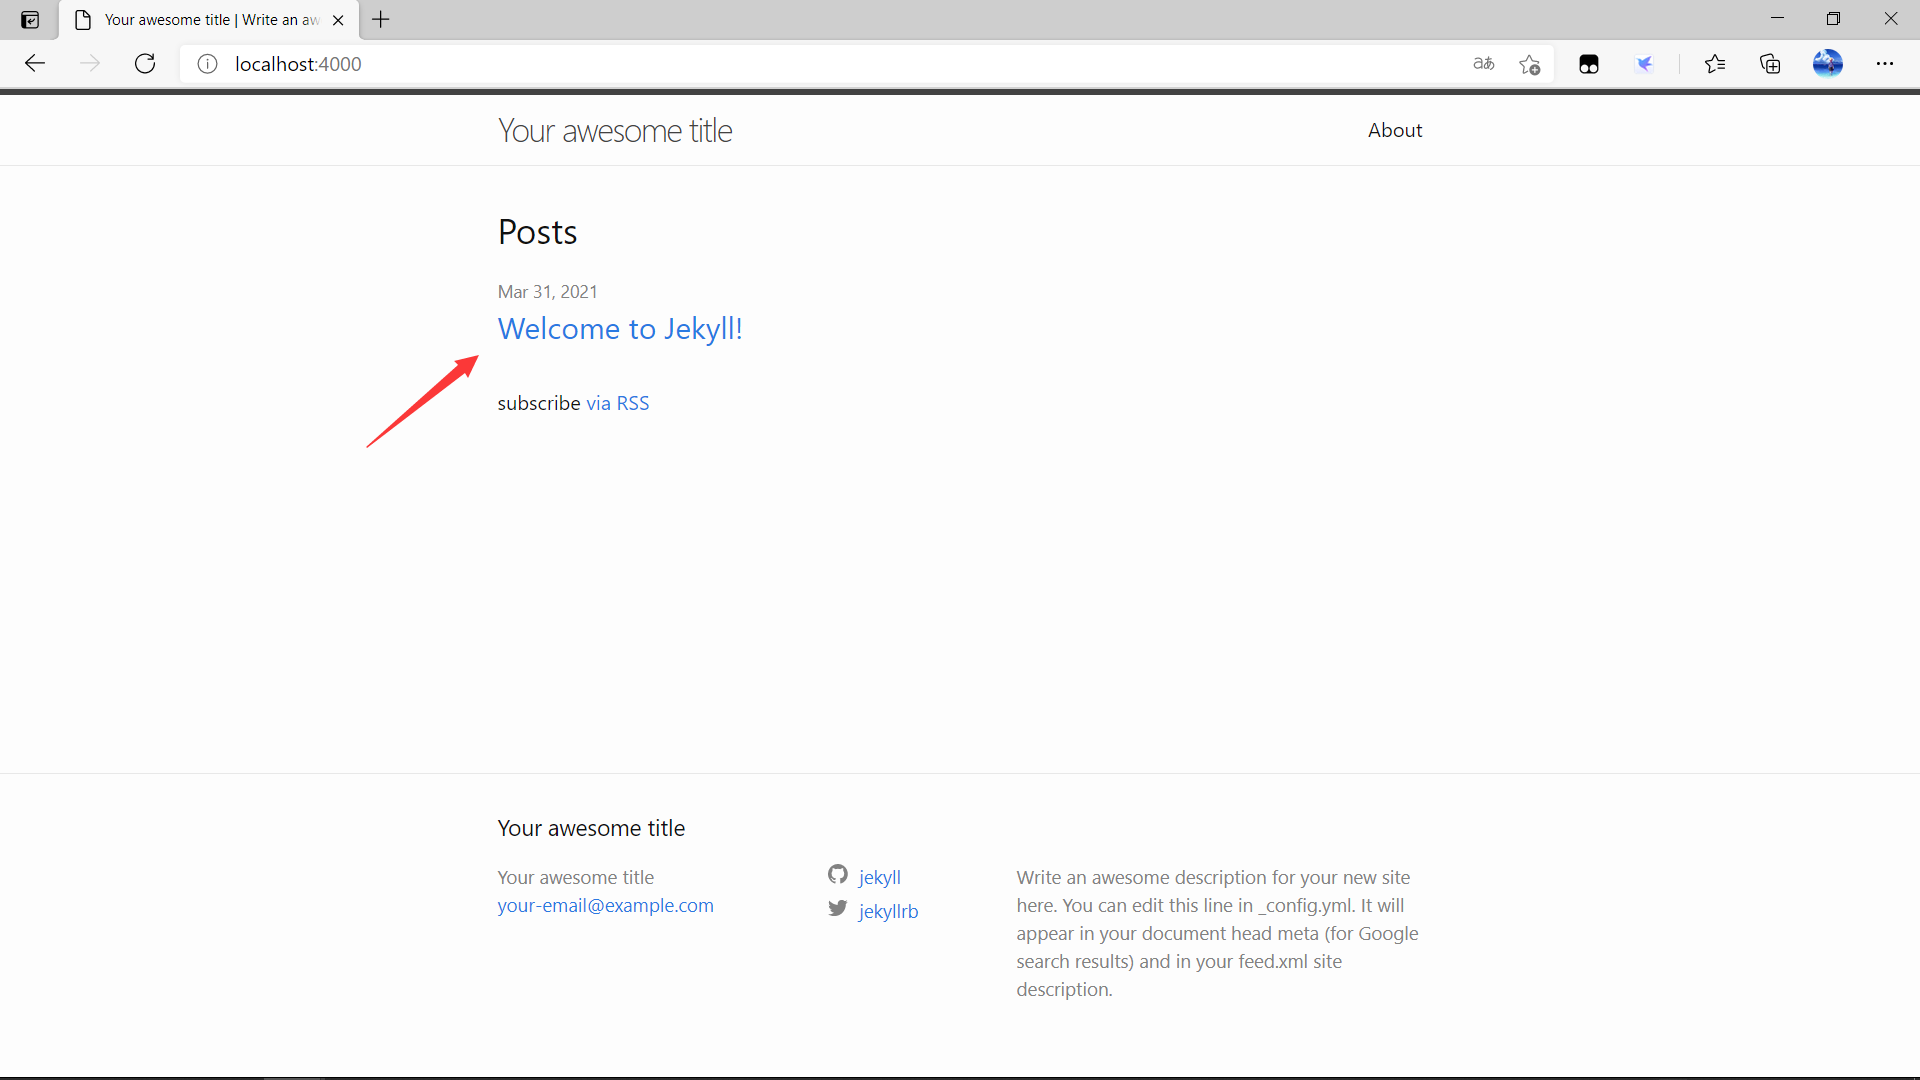 Your awesome title | Write an aw
localhost:4000
aあ
Your awesome title
About
Posts
Mar 31, 2021
Welcome to Jekyll!
subscribe via RSS
Your awesome title
Your awesome title
your-email@example.com
jekyll
jekyllrb
Write an awesome description for your new site
here. You can edit this line in _config.yml. It will
appear in your document head meta (for Google
search results) and in your feed.xml site
description.